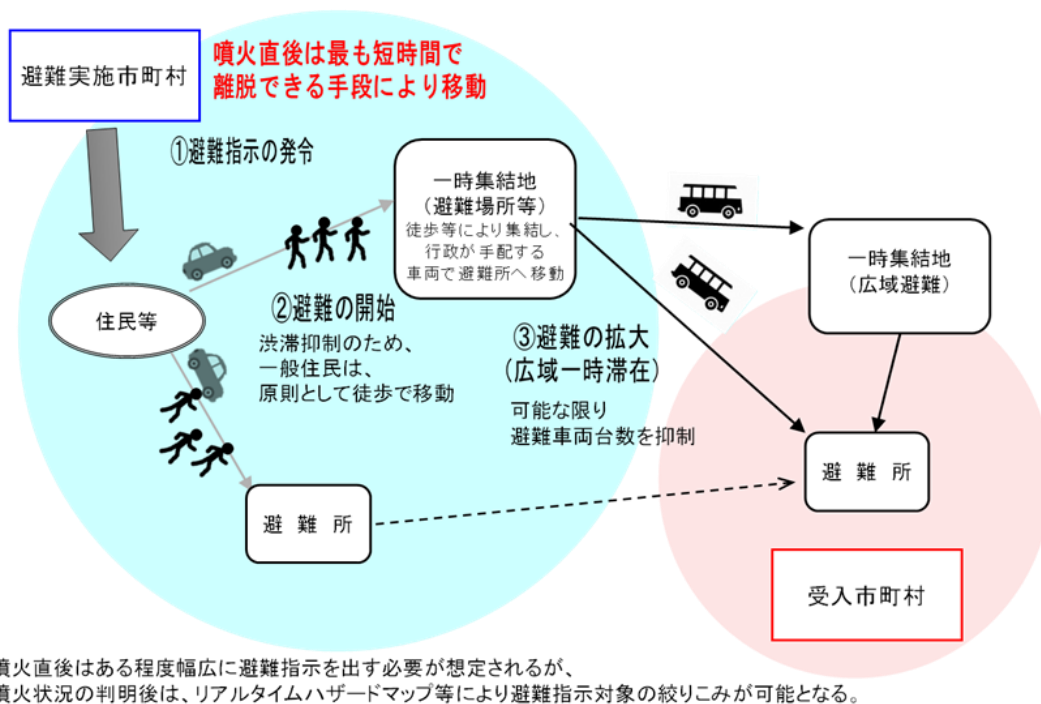 避難実施市町村
噴火直後は最も短時間で
離脱できる手段により移動
①避難指示の発令
一時集結地
(避難場所等)
徒歩等により集結し、
行政が手配する
車両で避難所へ移動
一時集結地
(広域避難)
住民等
②避難の開始
渋滞抑制のため、
一般住民は、
原則として徒歩で移動
③避難の拡大
(広域一時滞在)
可能な限り
避難車両台数を抑制
避 難 所
避 難 所
受入市町村
噴火直後はある程度幅広に避難指示を出す必要が想定されるが、
噴火状況の判明後は、リアルタイムハザードマップ等により避難指示対象の絞りこみが可能となる。